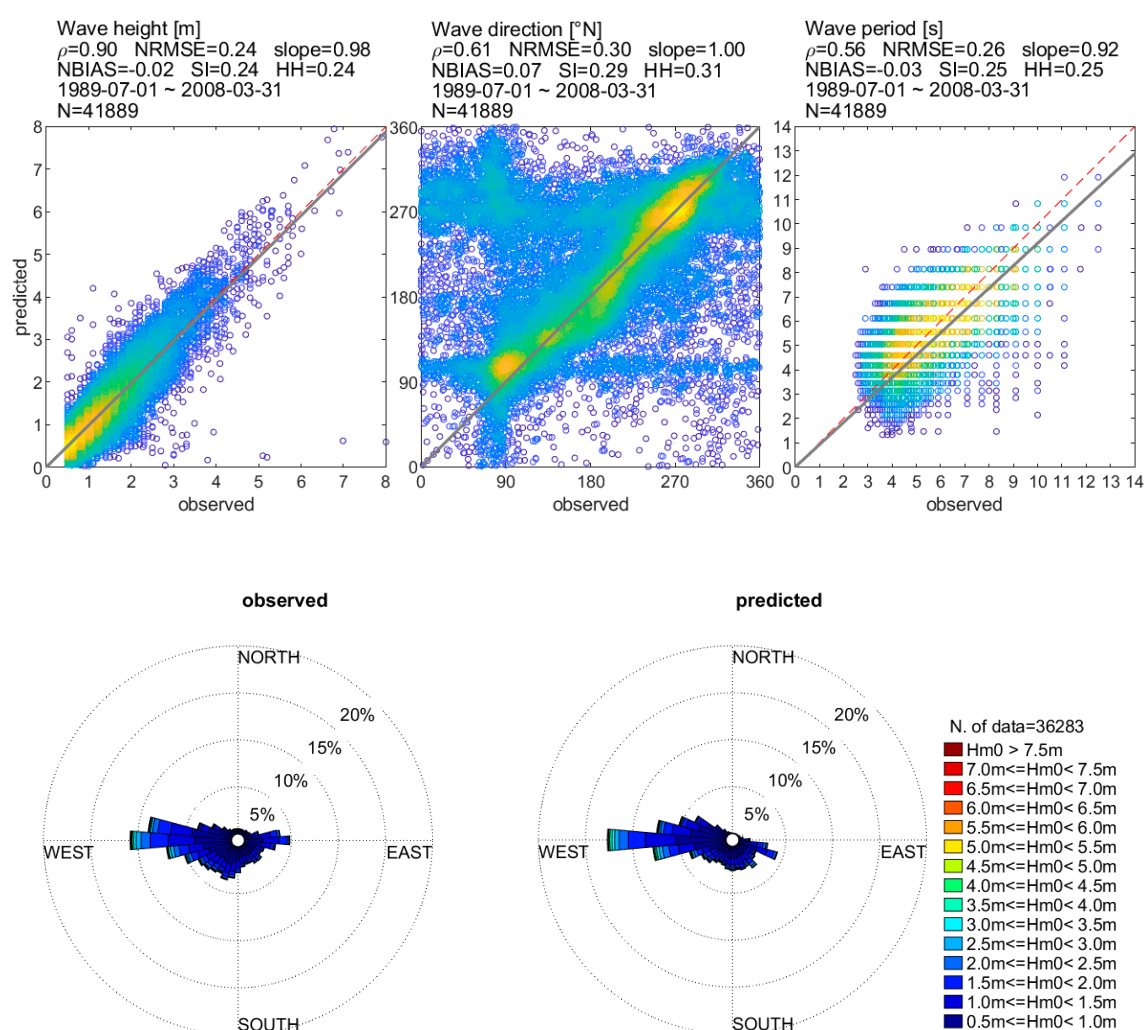 Wave height [m]
ρ=0.90 NRMSE=0.24 slope=0.98
NBIAS=-0.02 SI=0.24 HH=0.24
1989-07-01 ~ 2008-03-31
N=41889
8
7
6
5
4
3
2
1
0
predicted
0 1 2 3 4 5 6 7 8
observed
Wave direction [°N]
ρ=0.61 NRMSE=0.30 slope=1.00
NBIAS=0.07 SI=0.29 HH=0.31
1989-07-01 ~ 2008-03-31
N=41889
360
270
180
90
0
0 90 180 270 360
observed
Wave period [s]
ρ=0.56 NRMSE=0.26 slope=0.92
NBIAS=-0.03 SI=0.25 HH=0.25
1989-07-01 ~ 2008-03-31
N=41889
14
13
12
11
10
9
8
7
6
5
4
3
2
1
0
0 1 2 3 4 5 6 7 8 9 10 11 12 13 14
observed
observed
NORTH
20%
15%
10%
5%
WEST
EAST
SOUTH
predicted
NORTH
20%
15%
10%
5%
WEST
EAST
SOUTH
N. of data=36283
Hm0 > 7.5m
7.0m<=Hm0< 7.5m
6.5m<=Hm0< 7.0m
6.0m<=Hm0< 6.5m
5.5m<=Hm0< 6.0m
5.0m<=Hm0< 5.5m
4.5m<=Hm0< 5.0m
4.0m<=Hm0< 4.5m
3.5m<=Hm0< 4.0m
3.0m<=Hm0< 3.5m
2.5m<=Hm0< 3.0m
2.0m<=Hm0< 2.5m
1.5m<=Hm0< 2.0m
1.0m<=Hm0< 1.5m
0.5m<=Hm0< 1.0m